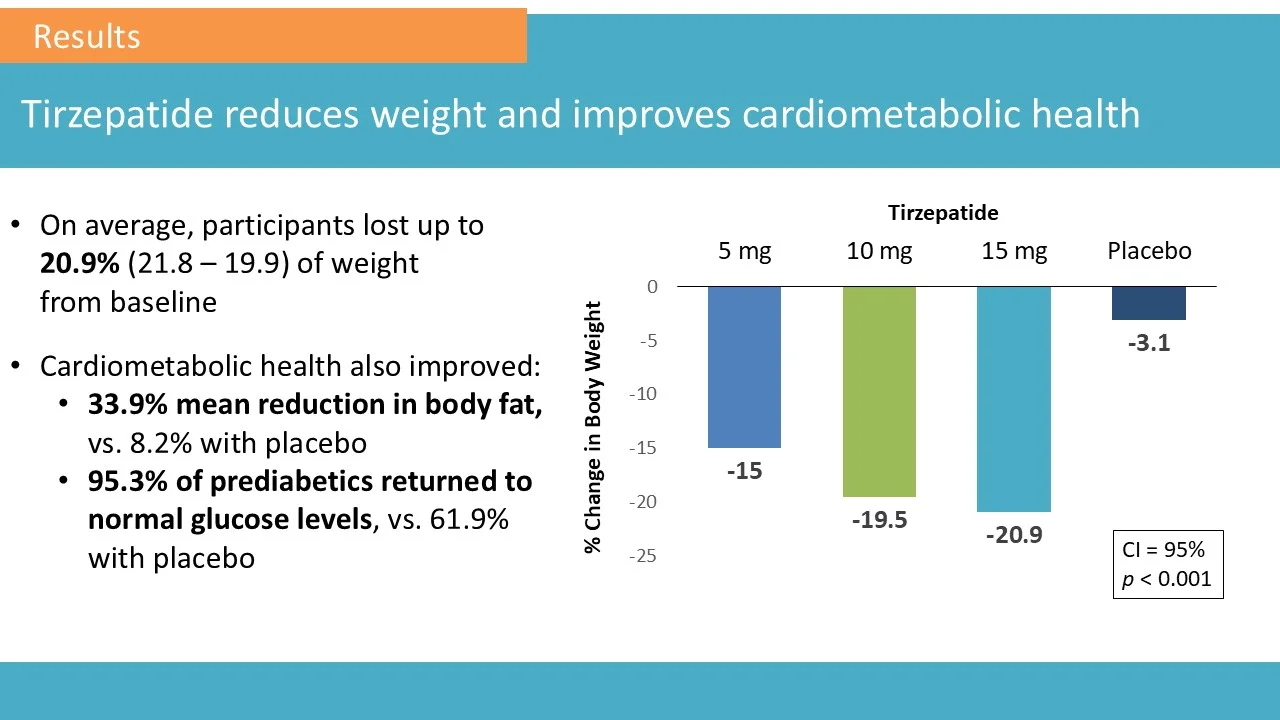 Results
Tirzepatide reduces weight and improves cardiometabolic health
• On average, participants lost up to
20.9% (21.8 – 19.9) of weight
from baseline
• Cardiometabolic health also improved:
• 33.9% mean reduction in body fat,
vs. 8.2% with placebo
• 95.3% of prediabetics returned to
normal glucose levels, vs. 61.9%
with placebo
Tirzepatide
5 mg 10 mg 15 mg Placebo
% Change in Body Weight
0
-5
-10
-15
-20
-25
-15
-19.5
-20.9
-3.1
CI = 95%
p < 0.001